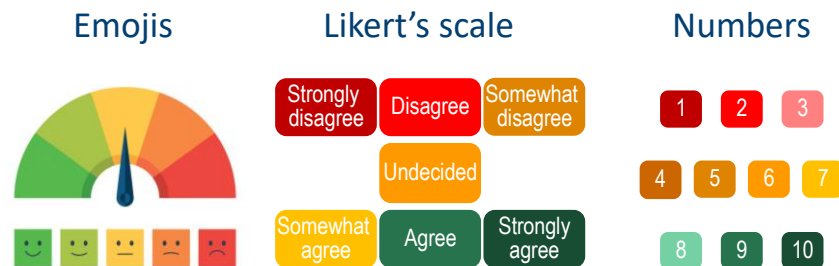 Emojis
Likert's scale
Numbers
Strongly
disagree
Disagree
Somewhat
disagree
Undecided
Somewhat
agree
Agree
Strongly
agree
1 2 3
4 5 6 7
8 9 10